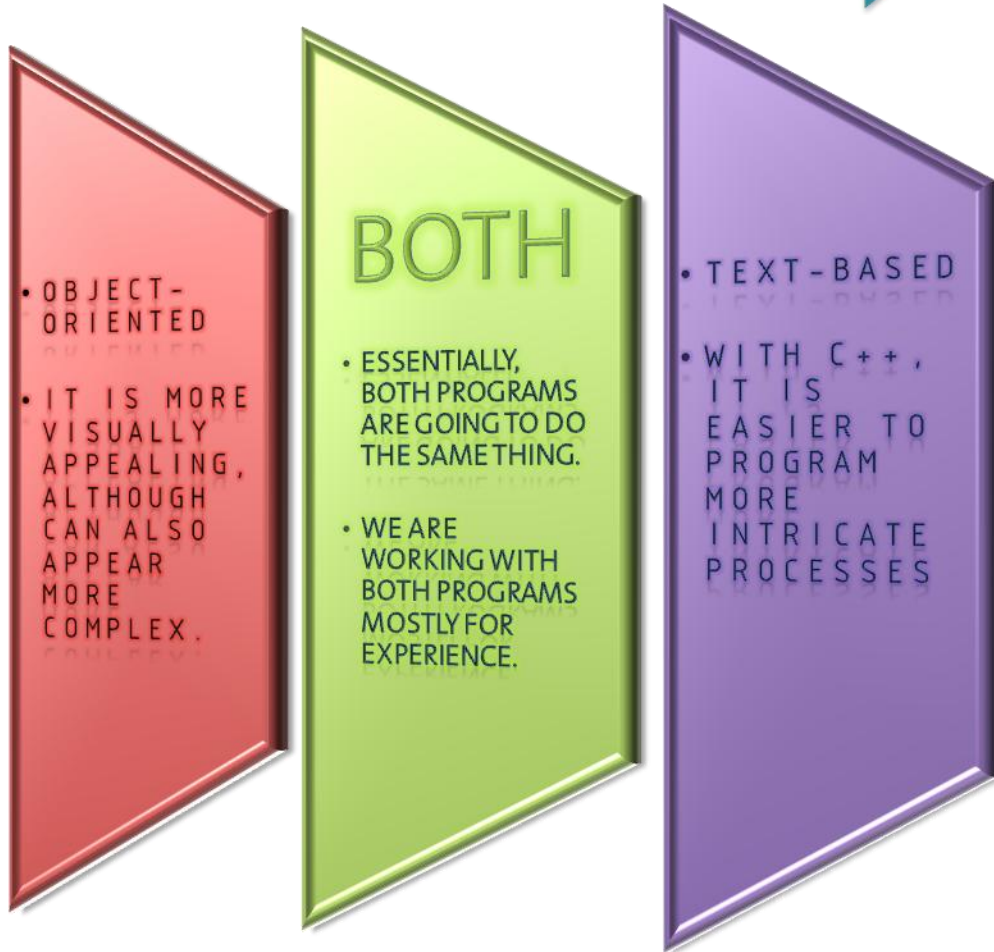 • OBJECT-
ORIENTED
• IT IS MORE
VISUALLY
APPEALING,
ALTHOUGH
CAN ALSO
APPEAR
MORE
COMPLEX.
BOTH
• ESSENTIALLY,
BOTH PROGRAMS
ARE GOING TO DO
THE SAME THING.
• WE ARE
WORKING WITH
BOTH PROGRAMS
MOSTLY FOR
EXPERIENCE.
• TEXT-BASED
• WITH C++,
IT IS
EASIER TO
PROGRAM
MORE
INTRICATE
PROCESSES